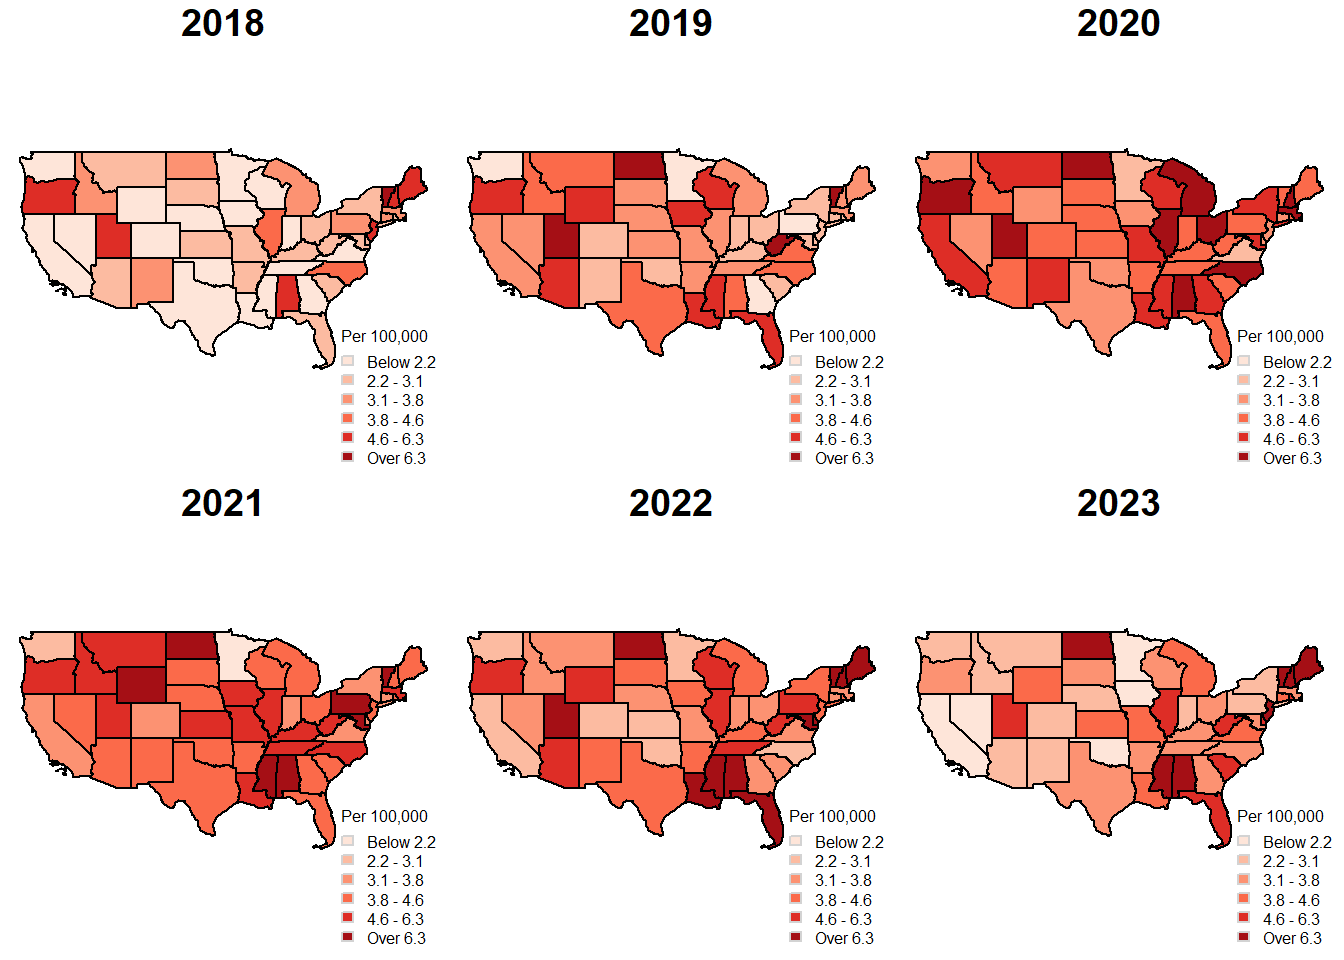 2018
2019
2020
Per 100,000
Below 2.2
2.2 - 3.1
3.1 - 3.8
3.8 - 4.6
4.6 - 6.3
Over 6.3
Per 100,000
Below 2.2
2.2 - 3.1
3.1 - 3.8
3.8 - 4.6
4.6 - 6.3
Over 6.3
Per 100,000
Below 2.2
2.2 - 3.1
3.1 - 3.8
3.8 - 4.6
4.6 - 6.3
Over 6.3
2021
2022
2023
Per 100,000
Below 2.2
2.2 - 3.1
3.1 - 3.8
3.8 - 4.6
4.6 - 6.3
Over 6.3
Per 100,000
Below 2.2
2.2 - 3.1
3.1 - 3.8
3.8 - 4.6
4.6 - 6.3
Over 6.3
Per 100,000
Below 2.2
2.2 - 3.1
3.1 - 3.8
3.8 - 4.6
4.6 - 6.3
Over 6.3